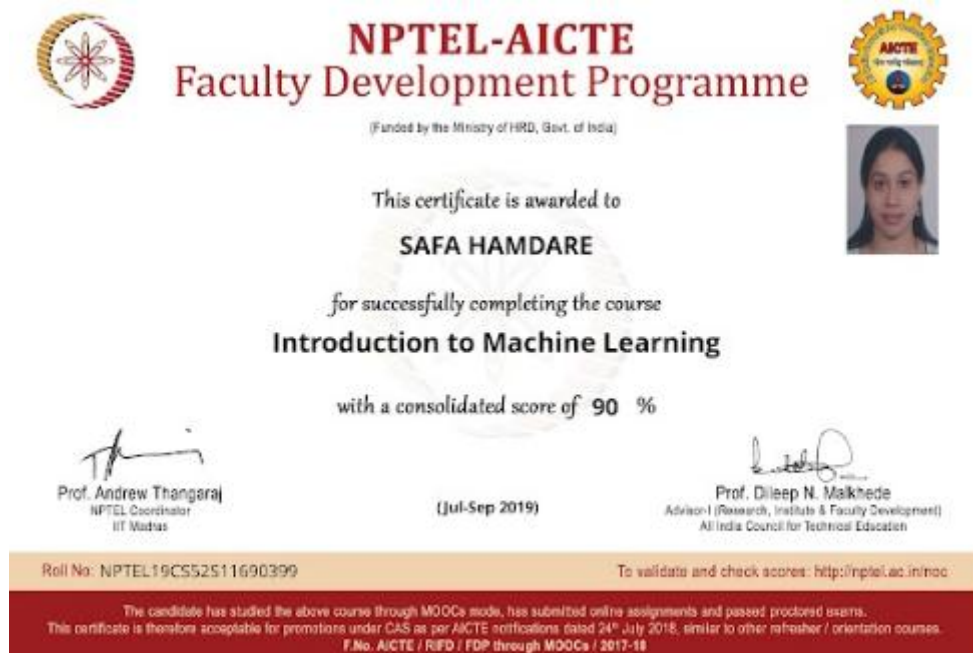 NPTEL-AICTE
Faculty Development Programme
(Funded by the Ministry of HRD, Govt. of India)
AICTE
This certificate is awarded to
SAFA HAMDARE
for successfully completing the course
Introduction to Machine Learning
with a consolidated score of 90 %
Prof. Andrew Thangaraj
NPTEL Coordinator
IIT Madras
(Jul-Sep 2019)
Prof. Dileep N. Malkhede
Advisor-I (Research, Institute & Faculty Development)
All India Council for Technical Education
Roll No: NPTEL19CS52S11690399
To validate and check scores: http://nptel.ac.in/noc
The candidate has studied the above course through MOOCs mode, has submitted online assignments and passed proctored exams.
This certificate is therefore acceptable for promotions under CAS as per AICTE notifications dated 24th July 2018, similar to other refresher / orientation courses.
F.No. AICTE / RIFD / FDP through MOOCs / 2017-18